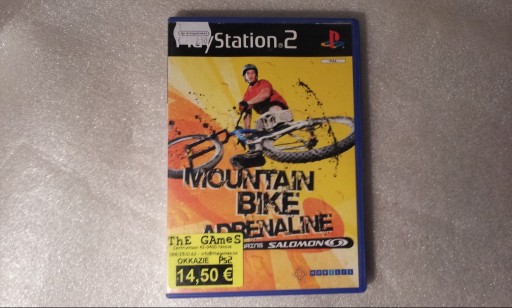 PlayStation.2
MOUNTAIN
BIKE
ADRENALINE
SALOMON
THE GAMES
OKKAZIE PS2
14,50 €